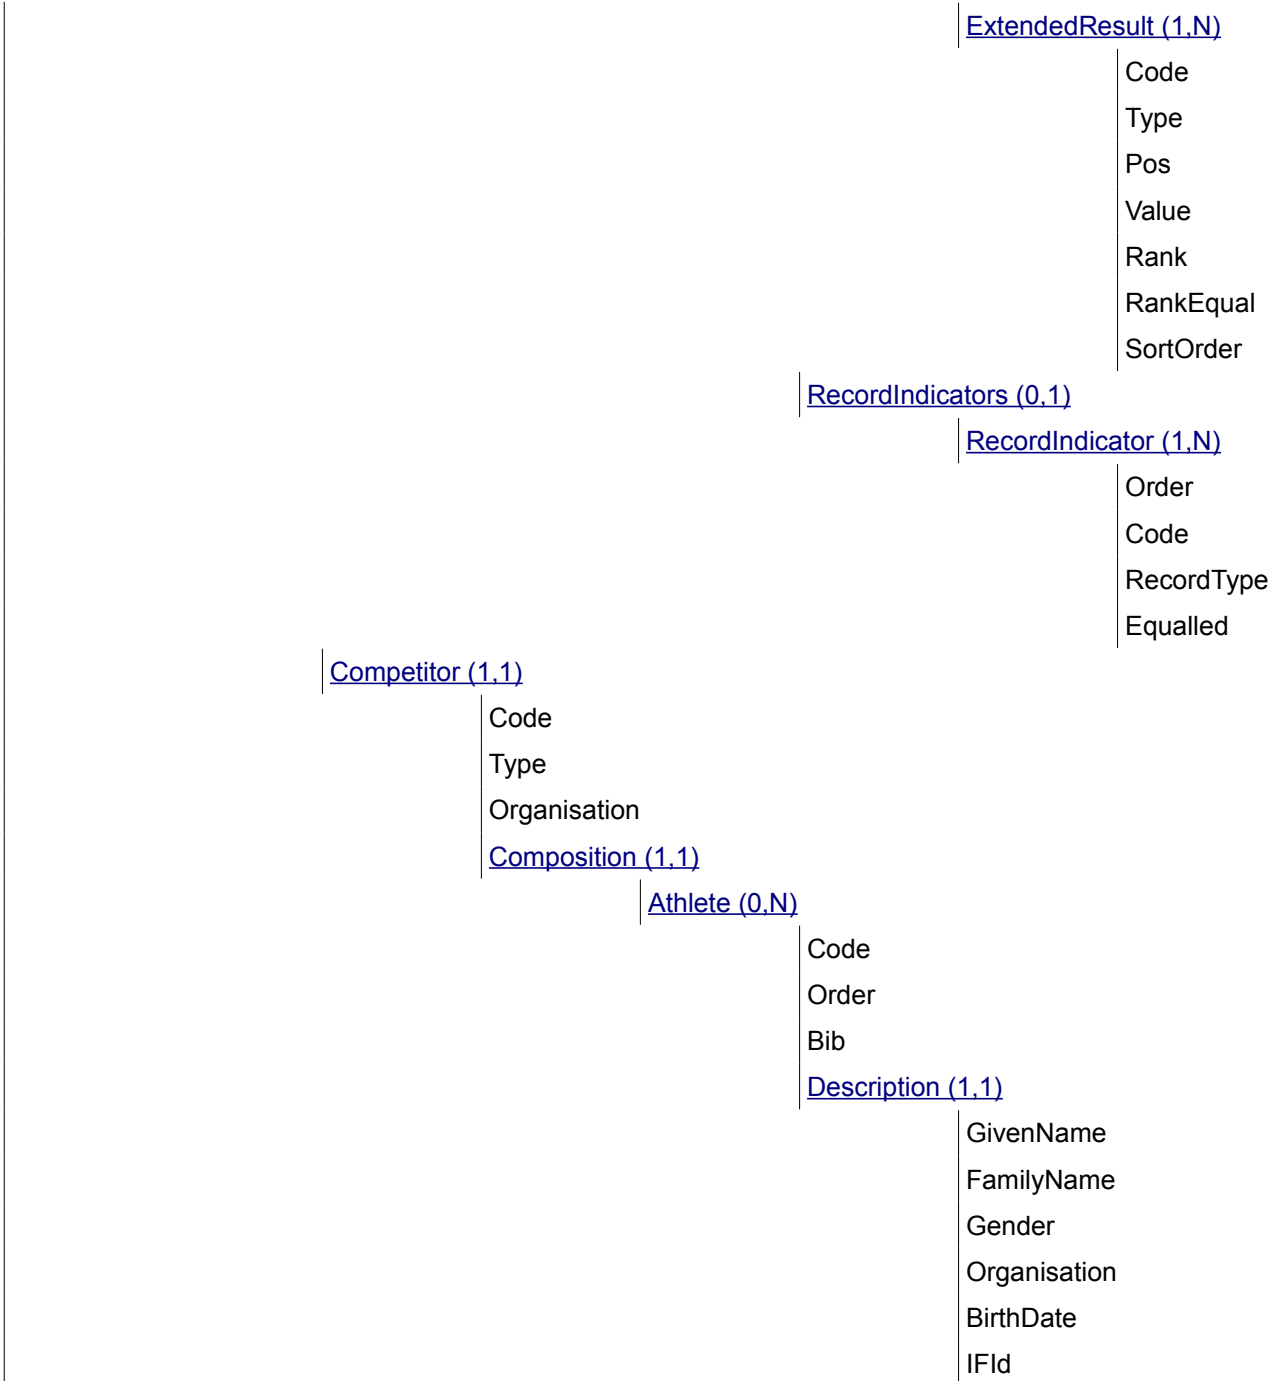 ExtendedResult (1,N)
Code
Type
Pos
Value
Rank
RankEqual
SortOrder
RecordIndicators (0,1)
RecordIndicator (1,N)
Order
Code
RecordType
Equalled
Competitor (1,1)
Code
Type
Organisation
Composition (1,1)
Athlete (0,N)
Code
Order
Bib
Description (1,1)
GivenName
FamilyName
Gender
Organisation
BirthDate
IFId